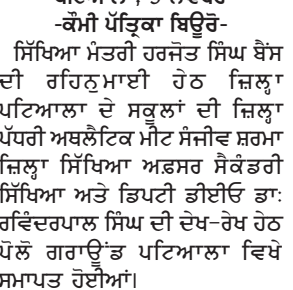 -ਕੌਮੀ ਪੱਤ੍ਰਿਕਾ ਬਿਊਰੋ-
ਸਿੱਖਿਆ ਮੰਤਰੀ ਹਰਜੋਤ ਸਿੰਘ ਬੈਂਸ
ਦੀ ਰਹਿਨੁਮਾਈ ਹੇਠ ਜ਼ਿਲ੍ਹਾ
ਪਟਿਆਲਾ ਦੇ ਸਕੂਲਾਂ ਦੀ ਜ਼ਿਲ੍ਹਾ
ਪੱਧਰੀ ਅਥਲੈਟਿਕ ਮੀਟ ਸੰਜੀਵ ਸ਼ਰਮਾ
ਜ਼ਿਲ੍ਹਾ ਸਿੱਖਿਆ ਅਫ਼ਸਰ ਸੈਕੰਡਰੀ
ਸਿੱਖਿਆ ਅਤੇ ਡਿਪਟੀ ਡੀਈਓ ਡਾ:
ਰਵਿੰਦਰਪਾਲ ਸਿੰਘ ਦੀ ਦੇਖ-ਰੇਖ ਹੇਠ
ਪੋਲੋ ਗਰਾਊਂਡ ਪਟਿਆਲਾ ਵਿਖੇ
ਸਮਾਪਤ ਹੋਈਆਂ।